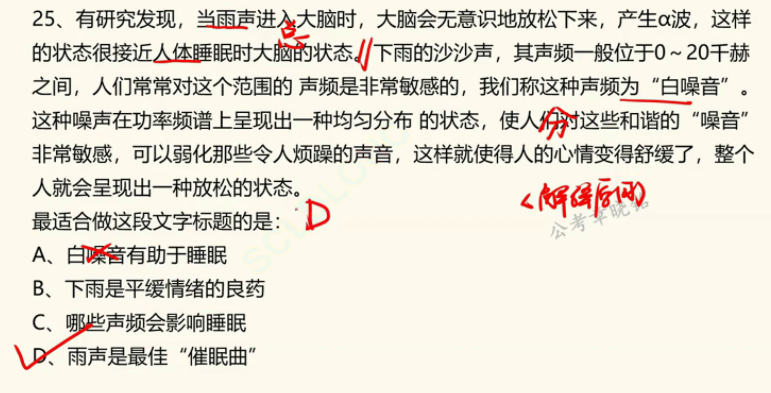 25、有研究发现，当雨声进入大脑时，大脑会无意识地放松下来，产生α波，这样
的状态很接近人体睡眠时大脑的状态。下雨的沙沙声，其声频一般位于0～20千赫
点
之间，人们常常对这个范围的 声频是非常敏感的，我们称这种声频为“白噪音”。
这种噪声在功率频谱上呈现出一种均匀分布 的状态，使人们对这些和谐的“噪音”
分
非常敏感，可以弱化那些令人烦躁的声音，这样就使得人的心情变得舒缓了，整个
人就会呈现出一种放松的状态。
(解释原因)
最适合做这段文字标题的是：
D
A、白噪音有助于睡眠
B、下雨是平缓情绪的良药
C、哪些声频会影响睡眠
D、雨声是最佳“催眠曲”